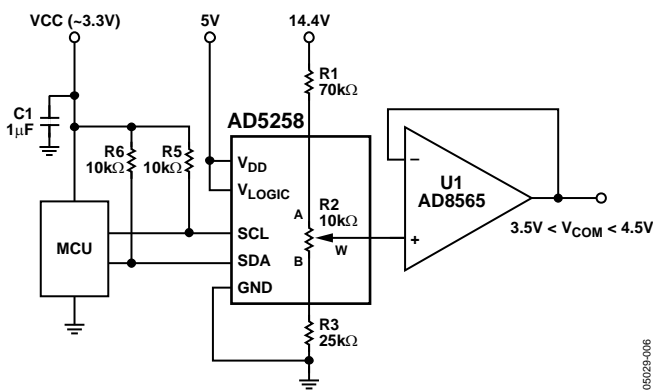 VCC (~3.3V)
5V
14.4V
R1
70kΩ
C1
1μF
AD5258
R6
10kΩ
R5
10kΩ
VDD
VLOGIC
R2
10kΩ
A
B
W
SCL
SDA
GND
MCU
U1
AD8565
−
+
3.5V < VCOM < 4.5V
R3
25kΩ
05029-006